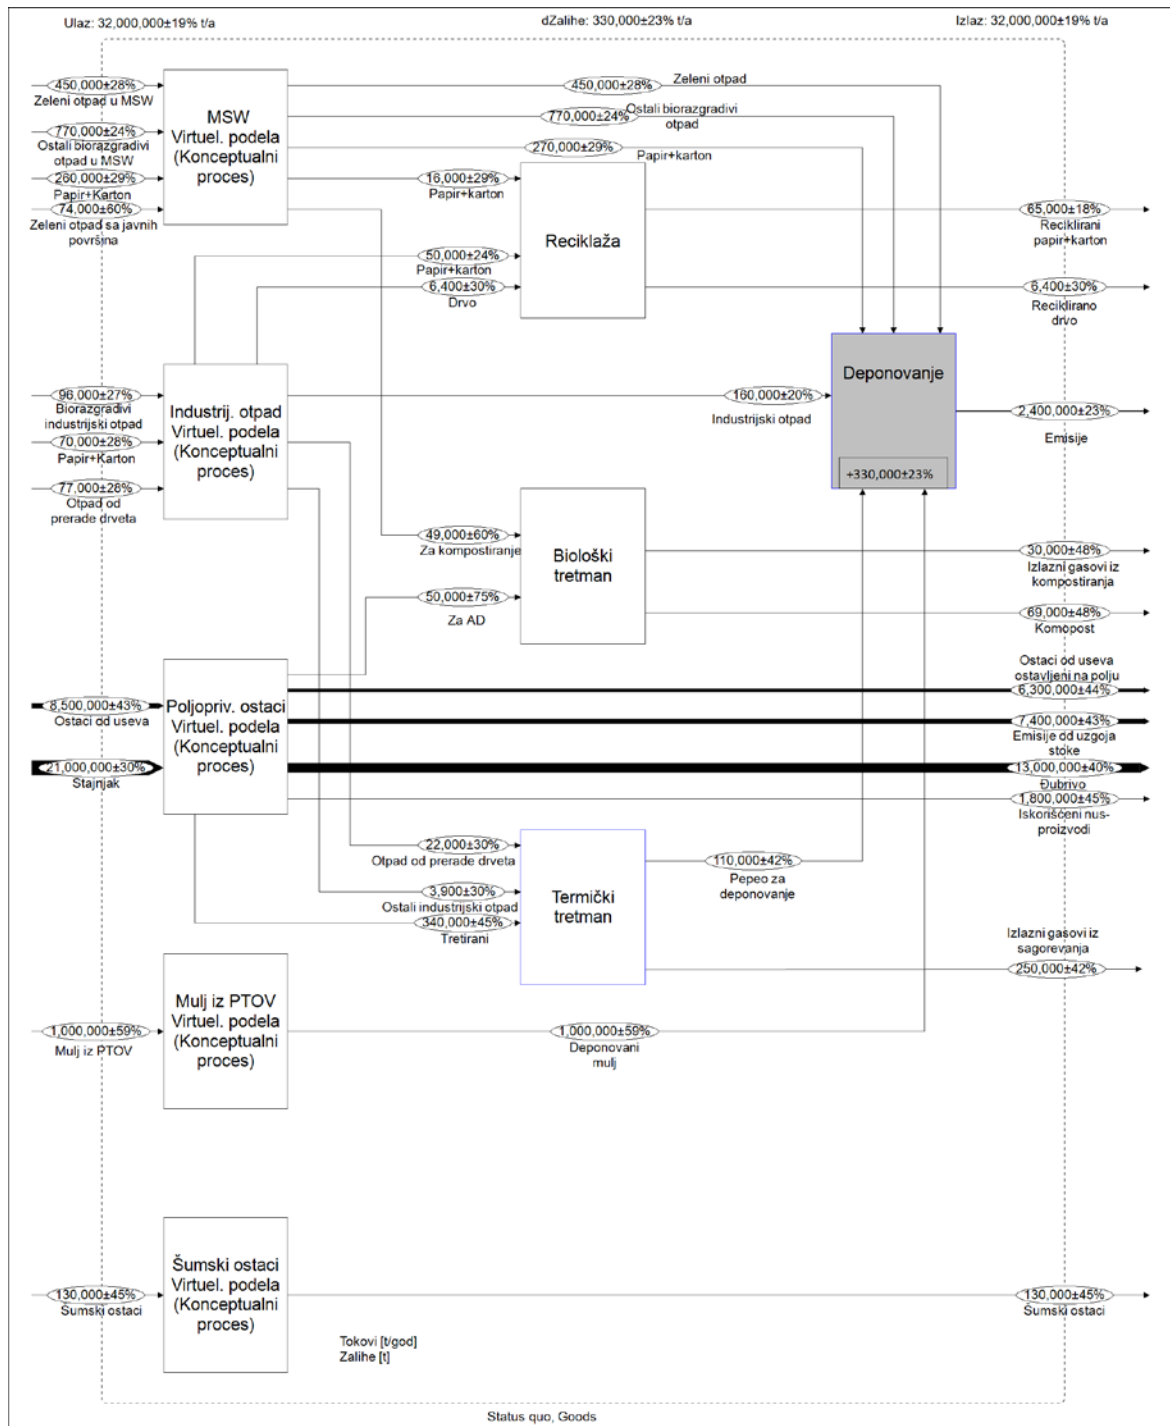 Ulaz: 32,000,000±19% t/a
dZalihe: 330,000±23% t/a
Izlaz: 32,000,000±19% t/a
450,000±28%
Zeleni otpad u MSW
770,000±24%
Ostali biorazgradivi
otpad u MSW
260,000±29%
Papir+Karton
74,000±60%
Zeleni otpad sa javnih
površina
MSW
Virtuel. podela
(Konceptualni
proces)
450,000±28%
Zeleni otpad
770,000±24%
Ostali biorazgradivi
otpad
270,000±29%
Papir+karton
16,000±29%
Papir+karton
50,000±24%
Papir+karton
6,400±30%
Drvo
Reciklaža
65,000±18%
Reciklirani
papir+karton
6,400±30%
Reciklirano
drvo
96,000±27%
Biorazgradivi
industrijski otpad
70,000±28%
Papir+Karton
77,000±28%
Otpad od
prerade drveta
Industrij. otpad
Virtuel. podela
(Konceptualni
proces)
160,000±20%
Industrijski otpad
Deponovanje
+330,000±23%
2,400,000±23%
Emisije
49,000±60%
Za kompostiranje
50,000±75%
Za AD
Biološki
tretman
30,000±48%
Izlazni gasovi iz
kompostiranja
69,000±48%
Komopost
8,500,000±43%
Ostaci od useva
21,000,000±30%
Stajnjak
Poljopriv. ostaci
Virtuel. podela
(Konceptualni
proces)
Ostaci od useva
ostavljeni na polju
6,300,000±44%
7,400,000±43%
Emisije od uzgoja
stoke
13,000,000±40%
Đubrivo
1,800,000±45%
Iskorišćeni nus-
proizvodi
22,000±30%
Otpad od prerade drveta
3,900±30%
Ostali industrijski otpad
340,000±45%
Tretirani
Termički
tretman
110,000±42%
Pepeo za
deponovanje
Izlazni gasovi iz
sagorevanja
250,000±42%
1,000,000±59%
Mulj iz PTOV
Mulj iz PTOV
Virtuel. podela
(Konceptualni
proces)
1,000,000±59%
Deponovani
mulj
130,000±45%
Šumski ostaci
Šumski ostaci
Virtuel. podela
(Konceptualni
proces)
130,000±45%
Šumski ostaci
Tokovi [t/god]
Zalihe [t]
Status quo, Goods